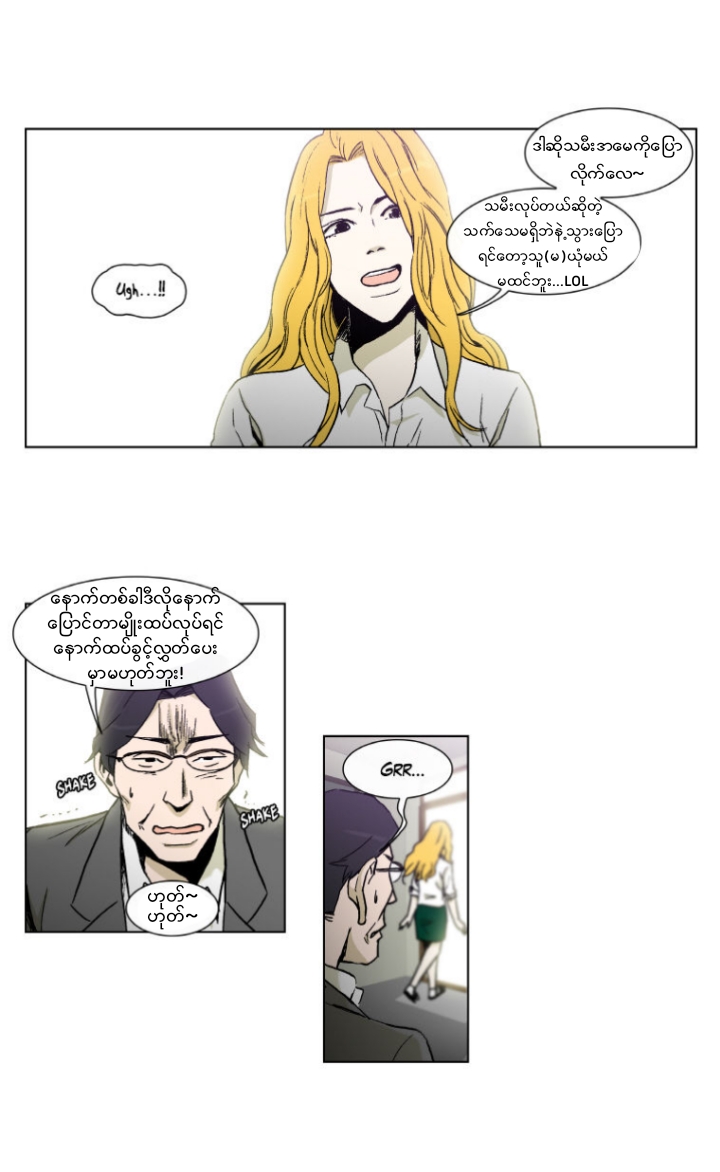 ဒါဆိုသမီးအမေကိုပြော
လိုက်လေ~
သမီးလုပ်တယ်ဆိုတဲ့
သက်သေမရှိဘဲနဲ့သွားပြော
ရင်တော့သူ(မ)ယုံမယ်
မထင်ဘူး...LOL
Ugh...!!
နောက်တစ်ခါဒီလိုနောက်
ပြောင်တာမျိုးထပ်လုပ်ရင်
နောက်ထပ်ခွင့်လွှတ်ပေး
မှာမဟုတ်ဘူး!
SHAKE
SHAKE
ဟုတ်~
ဟုတ်~
GRR...